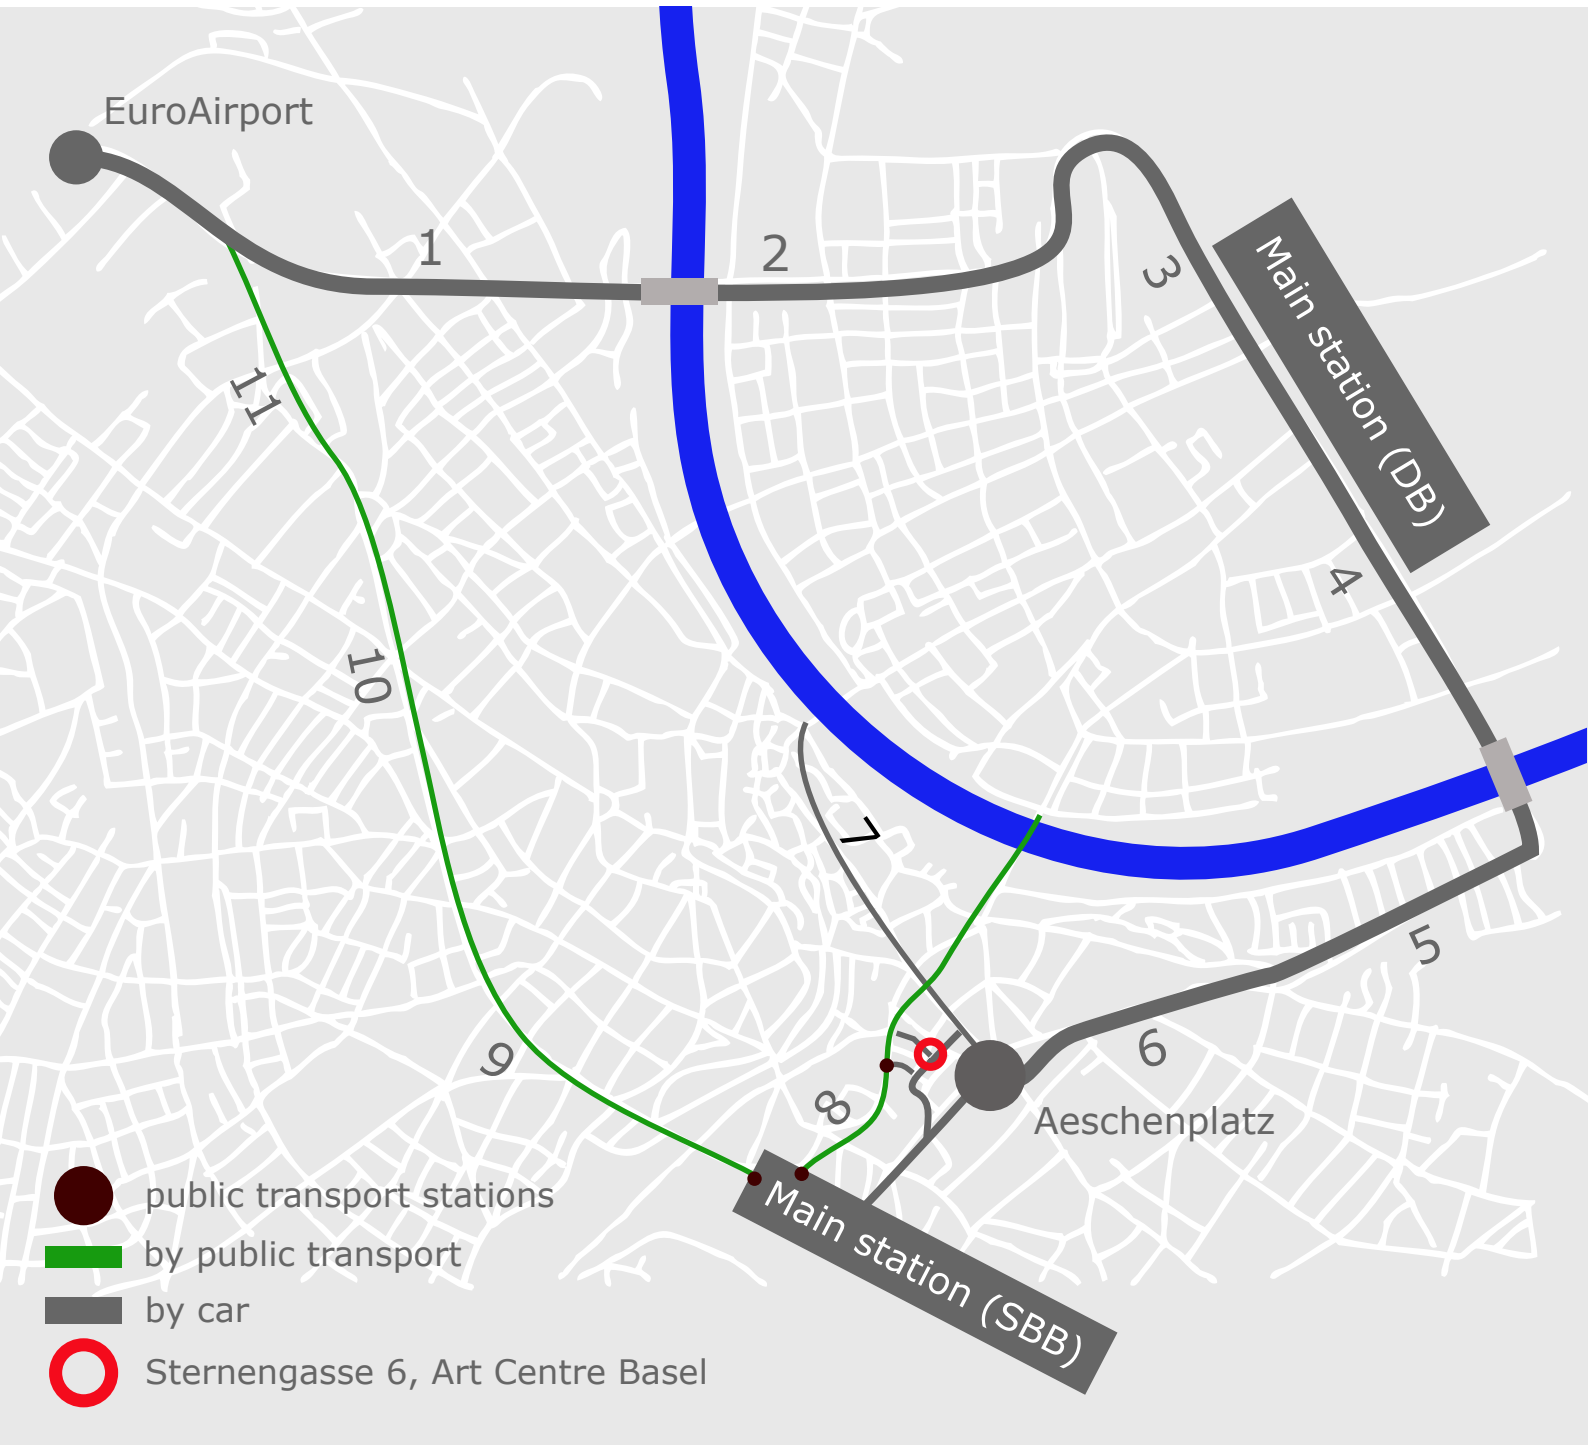 EuroAirport
1
2
3
Main station (DB)
11
4
10
7
5
9
8
6
Aeschenplatz
Main station (SBB)
public transport stations
by public transport
by car
Sternengasse 6, Art Centre Basel